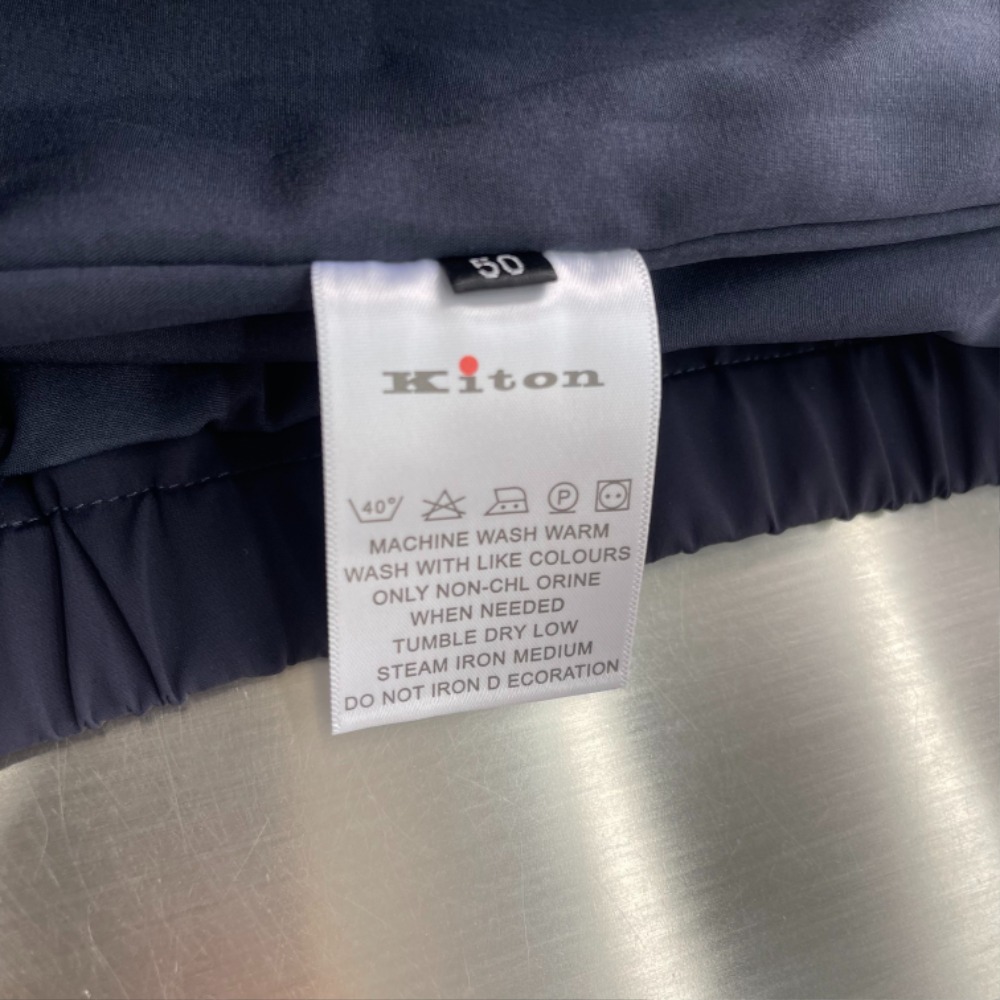 50
Kiton
40° P
MACHINE WASH WARM
WASH WITH LIKE COLOURS
ONLY NON-CHL ORINE
WHEN NEEDED
TUMBLE DRY LOW
STEAM IRON MEDIUM
DO NOT IRON D ECORATION